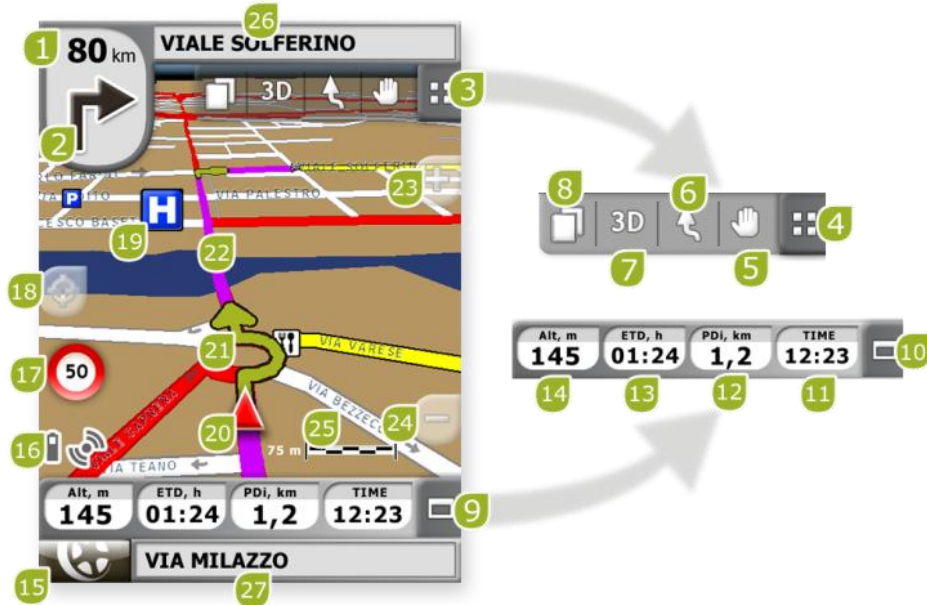 26
1
80 km
VIALE SOLFERINO
3D
3
2
VIALE SOLFERIN
23
P
VIA PALESTRO
H
19
22
18
21
VIA VARESE
17
50
20
25
24
VIA BEZZECC
16
75 m
VIA TEANO
Alt, m
145
ETD, h
01:24
PDi, km
1,2
TIME
12:23
9
15
VIA MILAZZO
27
8
6
3D
4
7
5
Alt, m
145
ETD, h
01:24
PDi, km
1,2
TIME
12:23
10
14
13
12
11